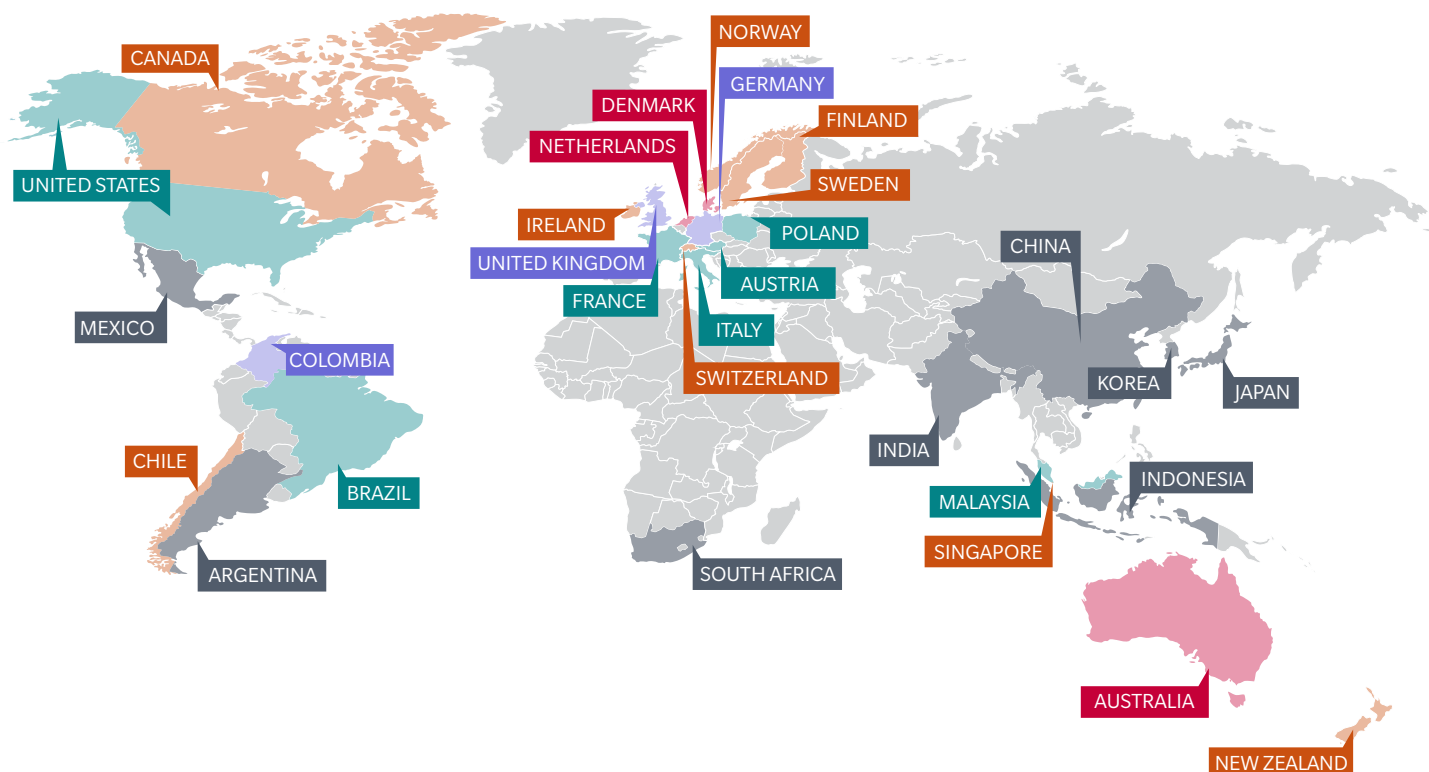 NORWAY
CANADA
GERMANY
DENMARK
FINLAND
NETHERLANDS
UNITED STATES
SWEDEN
IRELAND
POLAND
CHINA
UNITED KINGDOM
AUSTRIA
FRANCE
MEXICO
ITALY
COLOMBIA
SWITZERLAND
KOREA
JAPAN
INDIA
CHILE
INDONESIA
BRAZIL
MALAYSIA
SINGAPORE
ARGENTINA
SOUTH AFRICA
AUSTRALIA
NEW ZEALAND